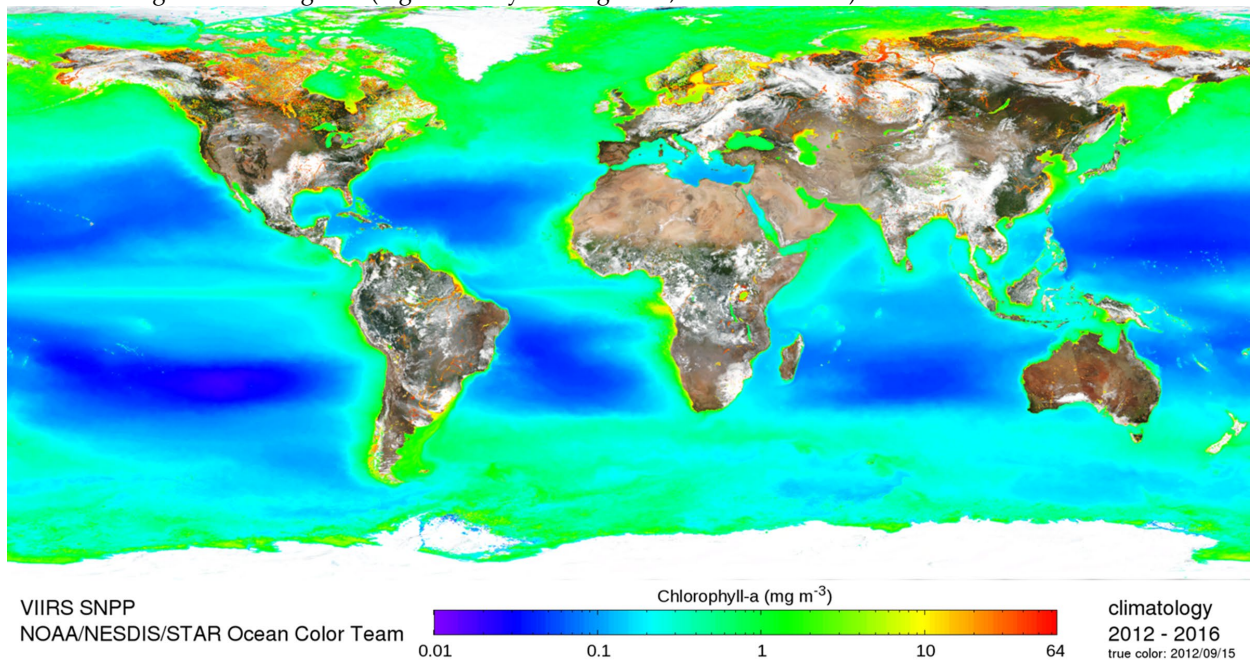 Chlorophyll-a (mg m-3)
VIIRS SNPP
NOAA/NESDIS/STAR Ocean Color Team
0.01 0.1 1 10 64
climatology
2012 - 2016
true color: 2012/09/15